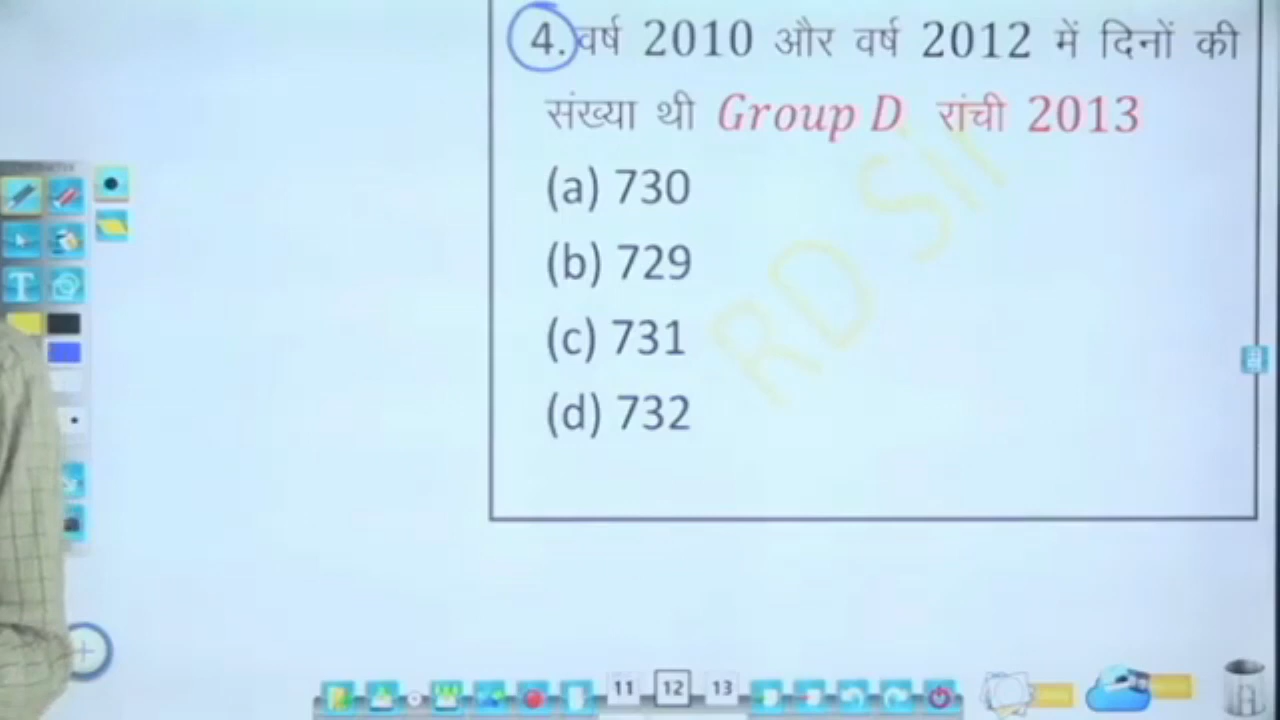 4. वर्ष 2010 और वर्ष 2012 में दिनों की
संख्या थी Group D रांची 2013
(a) 730
(b) 729
(c) 731
(d) 732
RD Sir
T
11 12 13